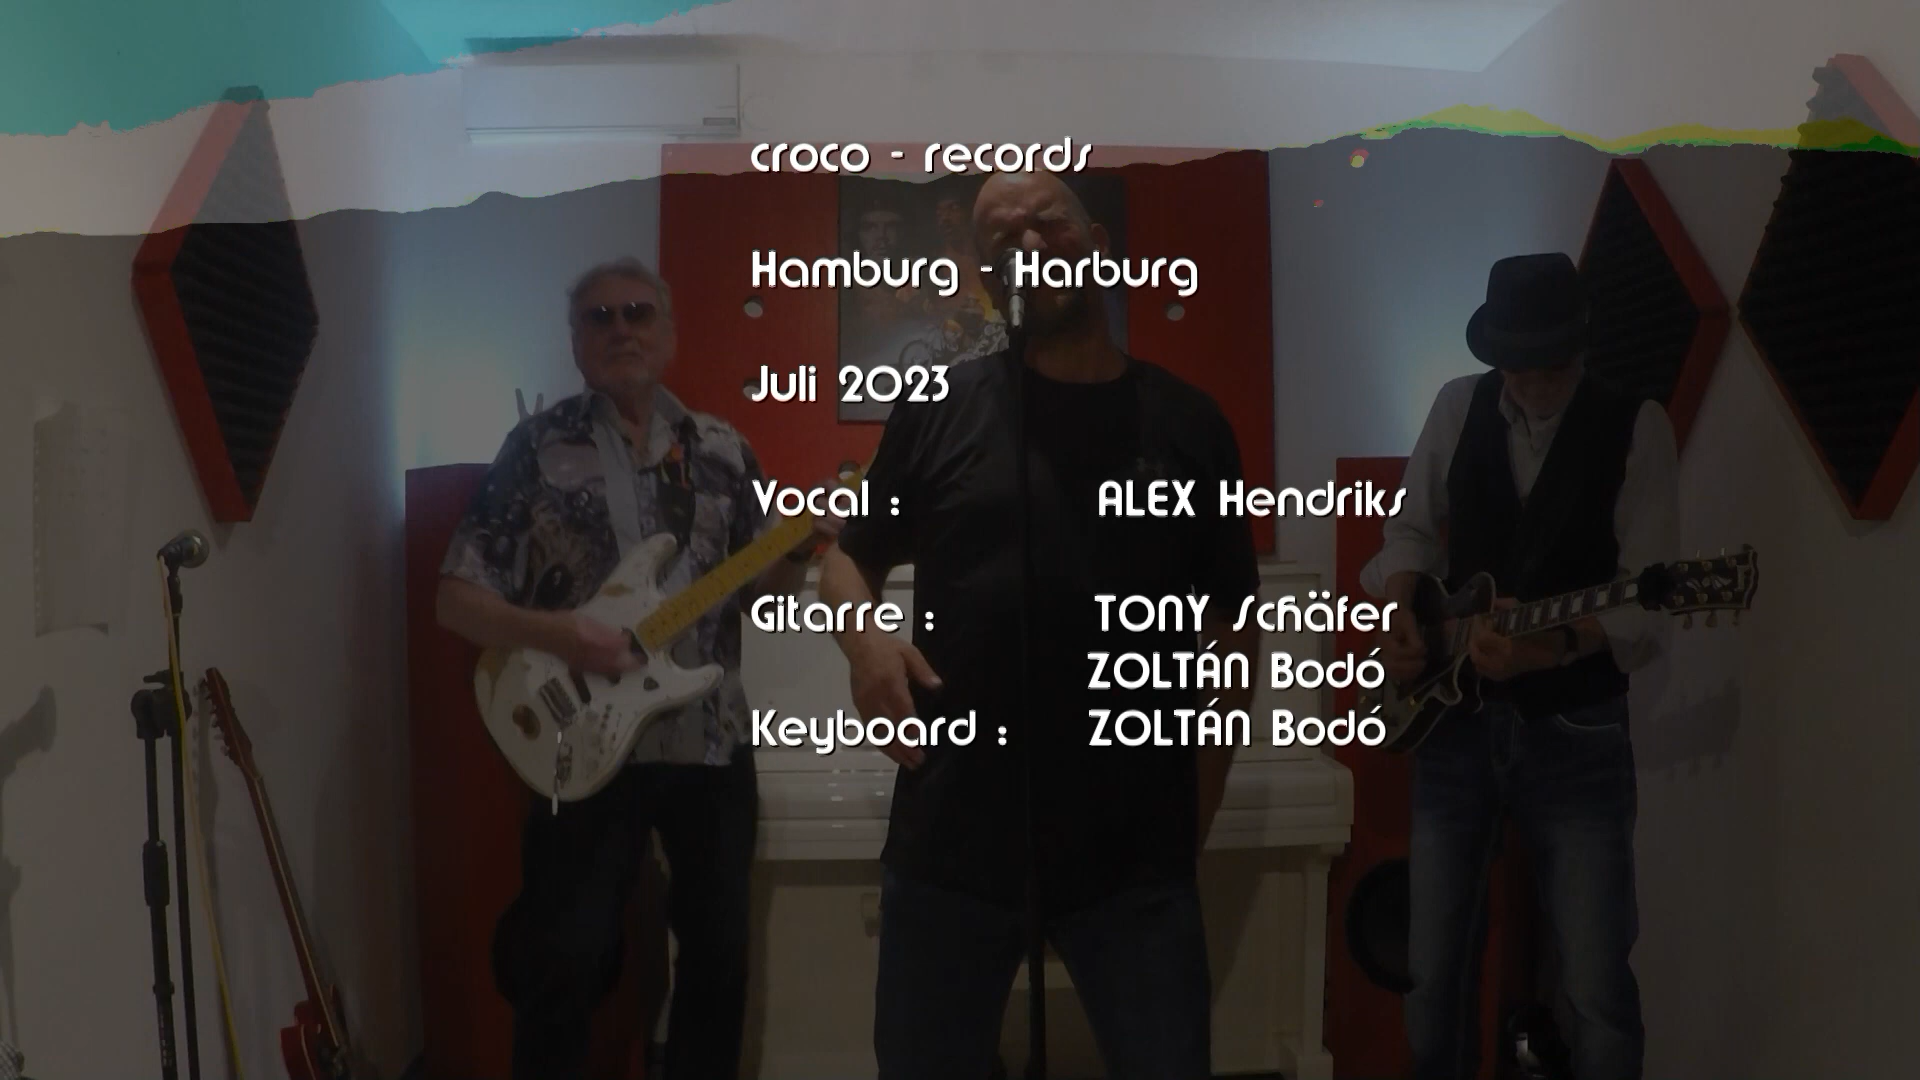 croco - records
Hamburg - Harburg
Juli 2023
Vocal : ALEX Hendriks
Gitarre : TONY Schäfer
ZOLTÁN Bodó
Keyboard : ZOLTÁN Bodó